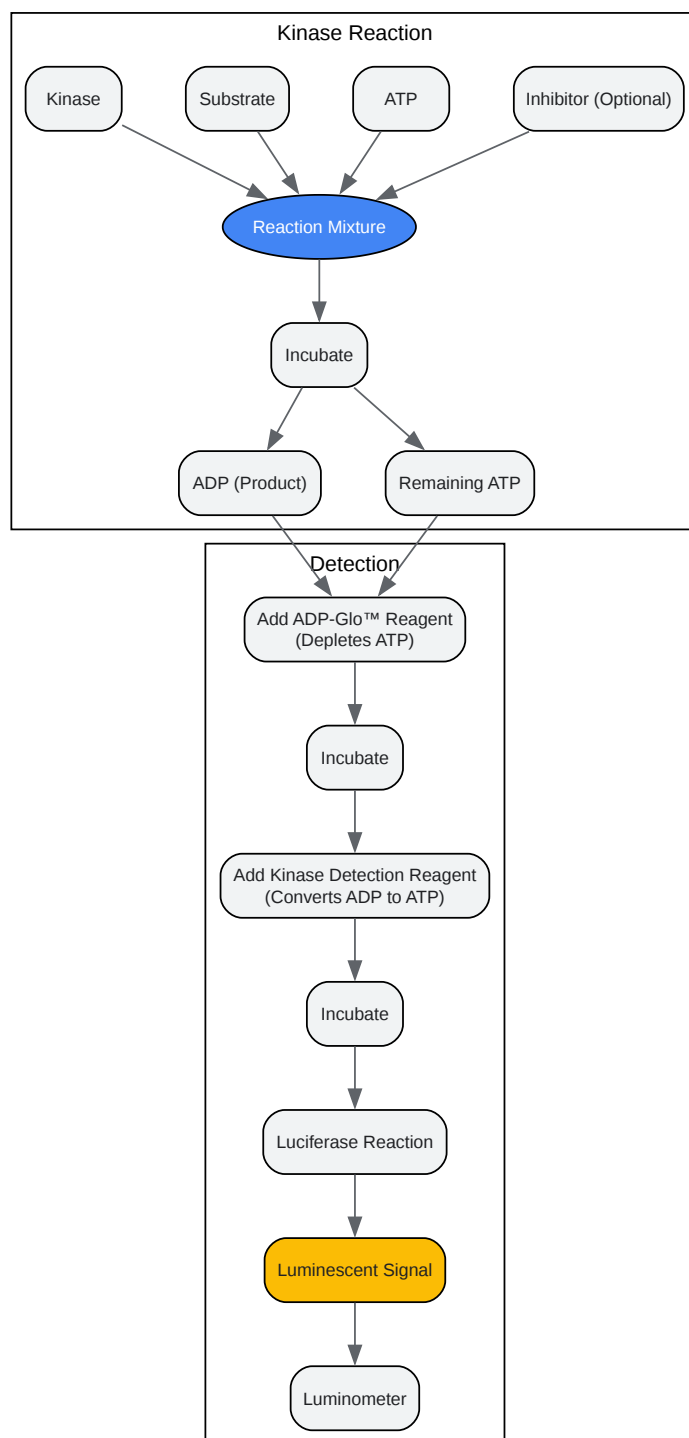 Kinase Reaction
Kinase
Substrate
ATP
Inhibitor (Optional)
Reaction Mixture
Incubate
ADP (Product)
Remaining ATP
Detection
Add ADP-Glo™ Reagent
(Depletes ATP)
Incubate
Add Kinase Detection Reagent
(Converts ADP to ATP)
Incubate
Luciferase Reaction
Luminescent Signal
Luminometer